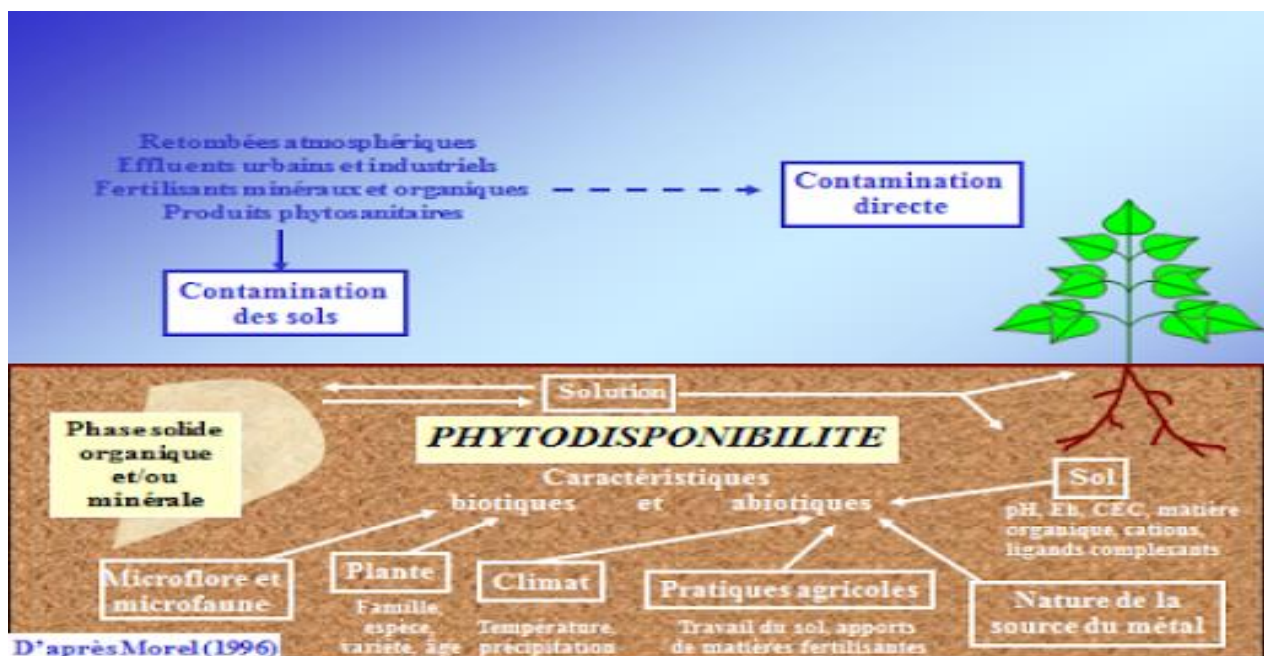 Retombées atmosphériques
Effluents urbains et industriels
Fertilisants minéraux et organiques
Produits phytosanitaires
Contamination
directe
Contamination
des sols
Solution
Phase solide
organique
et/ou
minérale
PHYTODISPONIBILITE
Caractéristiques
biotiques et abiotiques
Sol
pH, Eh, CEC, matière
organique, cations,
ligands complexants
Microflore et
microfaune
Plante
Famille,
espèce,
variété, âge
Climat
Température,
précipitation
Pratiques agricoles
Travail du sol, apports
de matières fertilisantes
Nature de la
source du métal
D'après Morel (1996)